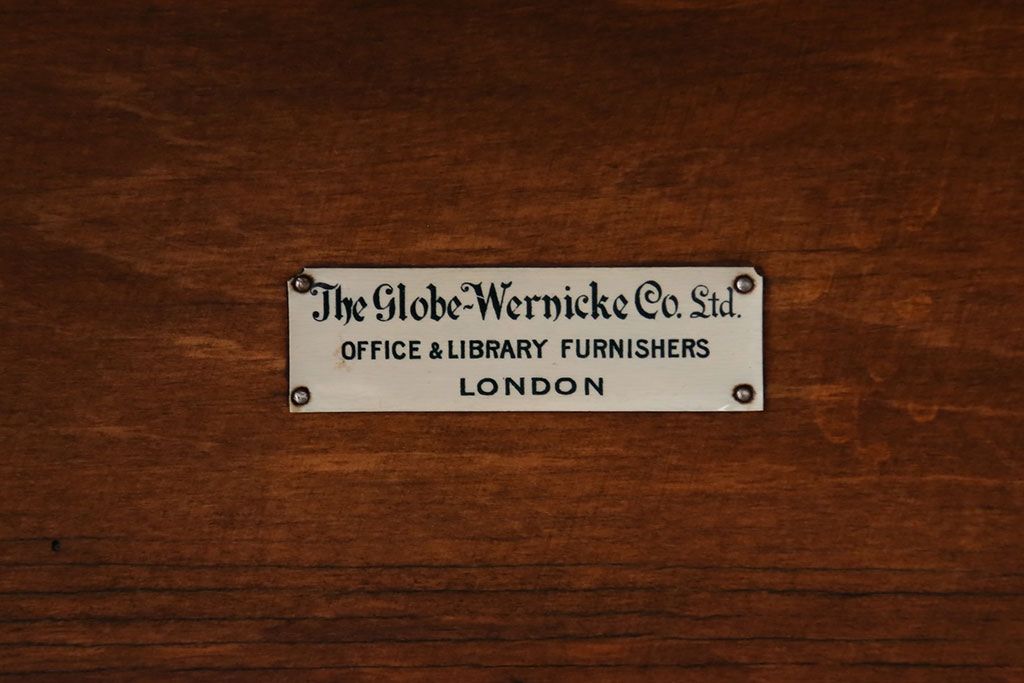 The Globe-Wernicke Co. Ltd.
OFFICE & LIBRARY FURNISHERS
LONDON